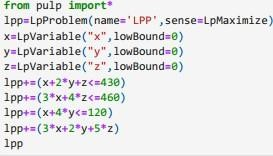 from pulp import*
lpp=LpProblem(name='LPP',sense=LpMaximize)
x=LpVariable("x",lowBound=0)
y=LpVariable("y",lowBound=0)
z=LpVariable("z",lowBound=0)
lpp+=(x+2*y+z<=430)
lpp+=(3*x+4*z<=460)
lpp+=(x+4*y<=120)
lpp+=(3*x+2*y+5*z)
lpp